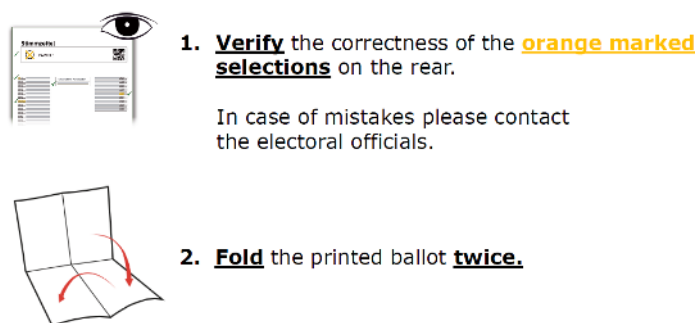 Stimmzettel
1. Verify the correctness of the orange marked
selections on the rear.
In case of mistakes please contact
the electoral officials.
2. Fold the printed ballot twice.